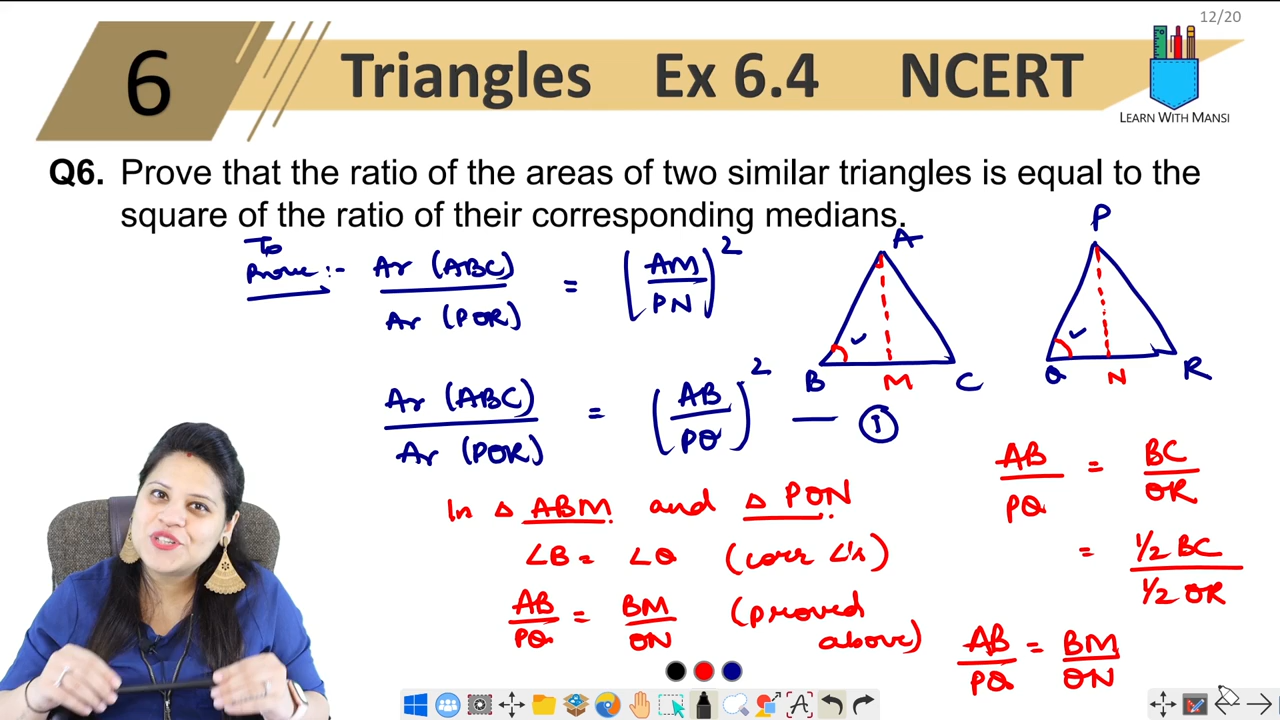 12/20
6 Triangles Ex 6.4 NCERT
LEARN WITH MANSI
Q6. Prove that the ratio of the areas of two similar triangles is equal to the
square of the ratio of their corresponding medians.
To Prove :- Ar (ABC) / Ar (PQR) = (AM / PN)²
A
B M C
P
Q N R
Ar (ABC) / Ar (PQR) = (AB / PQ)² — ①
In Δ ABM and Δ PQN
∠B = ∠Q (corr ∠'s)
AB / PQ = BM / QN (proved above)
AB / PQ = BC / QR
= 1/2 BC / 1/2 QR
AB / PQ = BM / QN